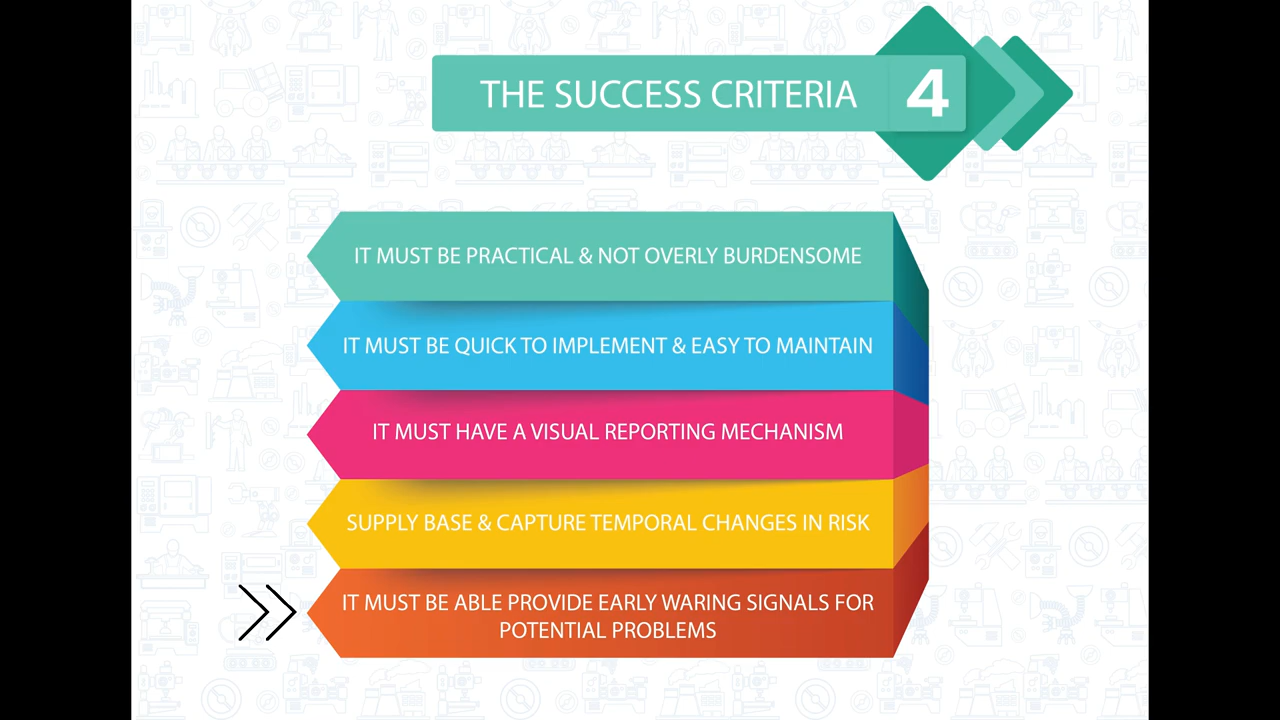 THE SUCCESS CRITERIA 4
IT MUST BE PRACTICAL & NOT OVERLY BURDENSOME
IT MUST BE QUICK TO IMPLEMENT & EASY TO MAINTAIN
IT MUST HAVE A VISUAL REPORTING MECHANISM
SUPPLY BASE & CAPTURE TEMPORAL CHANGES IN RISK
IT MUST BE ABLE PROVIDE EARLY WARING SIGNALS FOR
POTENTIAL PROBLEMS